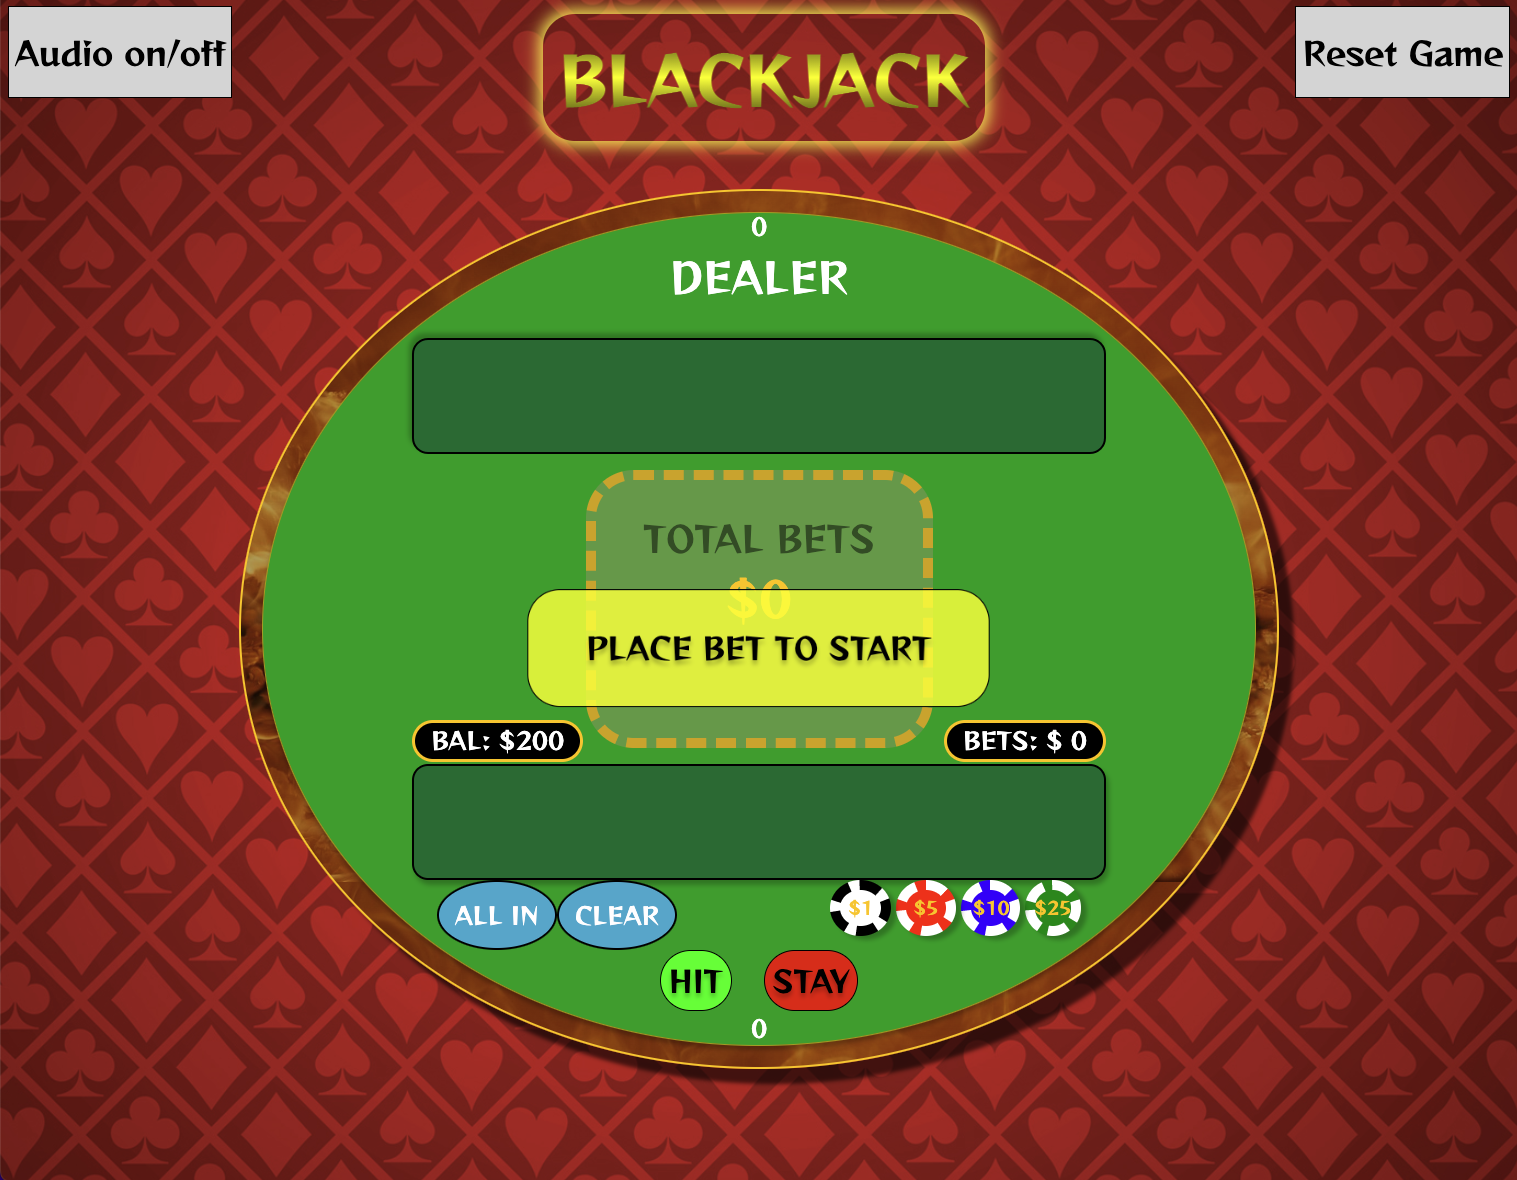 Audio on/off
BLACKJACK
Reset Game
0
DEALER
TOTAL BETS
$0
PLACE BET TO START
BAL: $200
BETS: $ 0
ALL IN
CLEAR
$1
$5
$10
$25
HIT
STAY
0